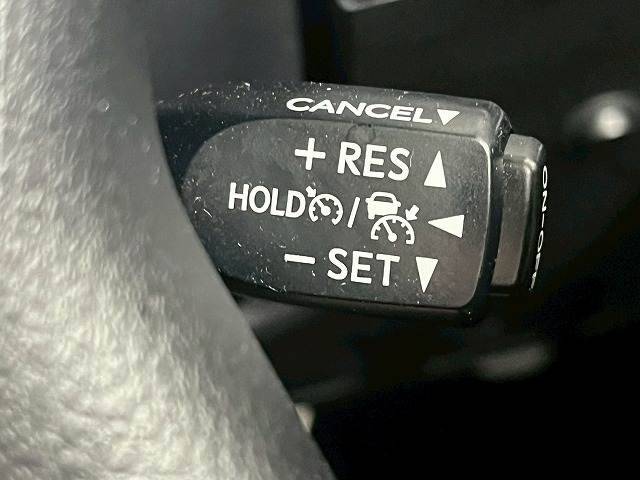 CANCEL▼
+ RES ▲
HOLD / ◀
− SET ▼
ON-OFF